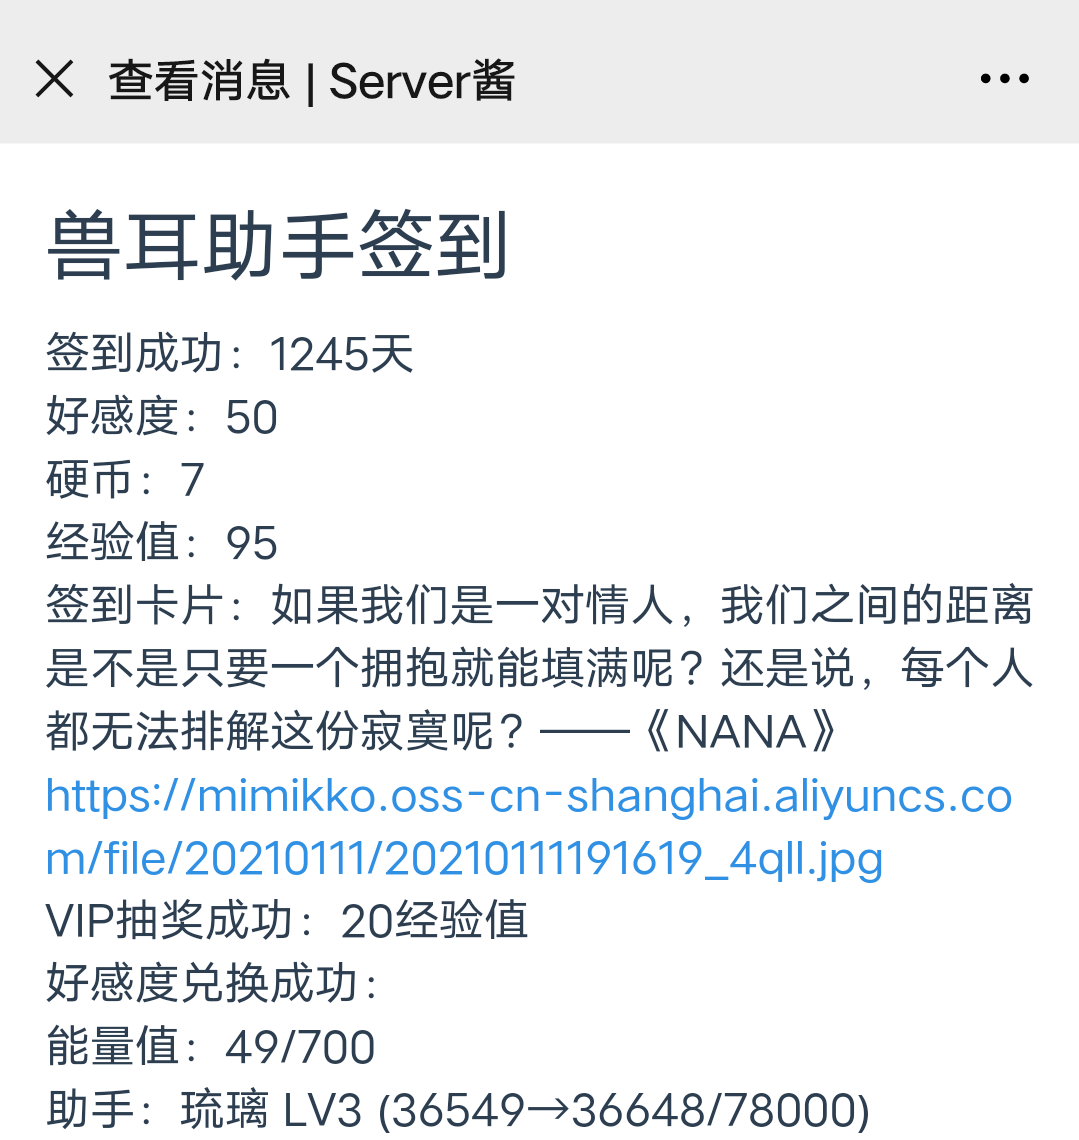 查看消息 | Server酱
兽耳助手签到
签到成功：1245天
好感度：50
硬币：7
经验值：95
签到卡片：如果我们是一对情人，我们之间的距离
是不是只要一个拥抱就能填满呢？还是说，每个人
都无法排解这份寂寞呢？——《NANA》
https://mimikko.oss-cn-shanghai.aliyuncs.co
m/file/20210111/20210111191619_4qll.jpg
VIP抽奖成功：20经验值
好感度兑换成功：
能量值：49/700
助手：琉璃 LV3 (36549→36648/78000)